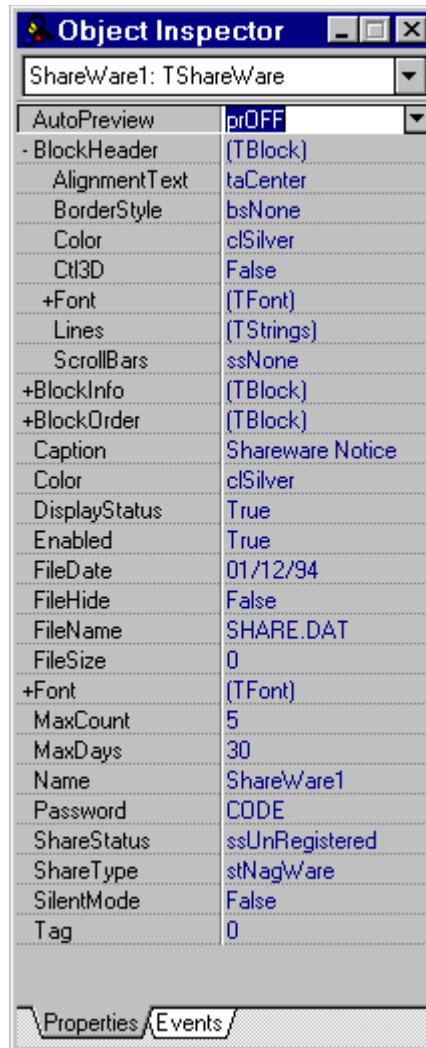 Object Inspector
ShareWare1: TShareWare
AutoPreview prOFF
- BlockHeader (TBlock)
AlignmentText taCenter
BorderStyle bsNone
Color clSilver
Ctl3D False
+Font (TFont)
Lines (TStrings)
ScrollBars ssNone
+BlockInfo (TBlock)
+BlockOrder (TBlock)
Caption Shareware Notice
Color clSilver
DisplayStatus True
Enabled True
FileDate 01/12/94
FileHide False
FileName SHARE.DAT
FileSize 0
+Font (TFont)
MaxCount 5
MaxDays 30
Name ShareWare1
Password CODE
ShareStatus ssUnRegistered
ShareType stNagWare
SilentMode False
Tag 0
Properties Events